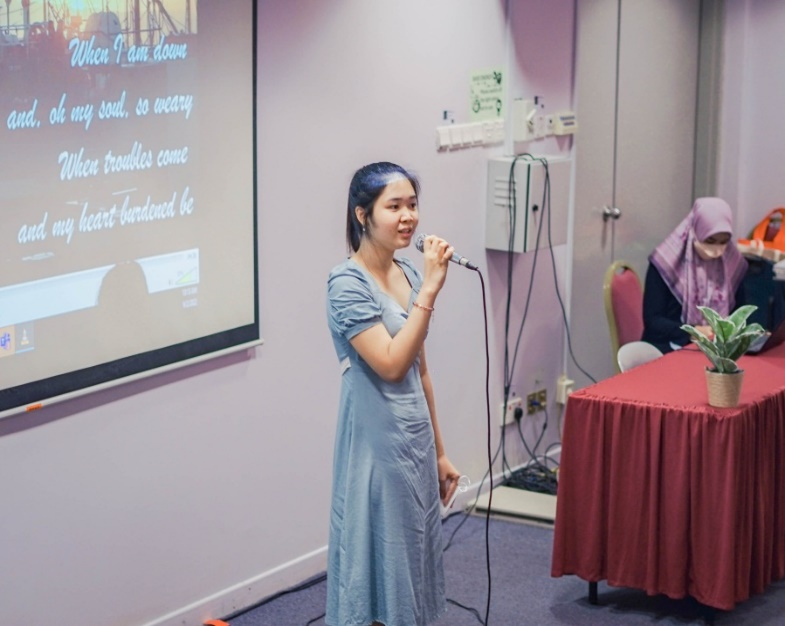 When I am down
and, oh my soul, so weary
When troubles come
and my heart burdened be